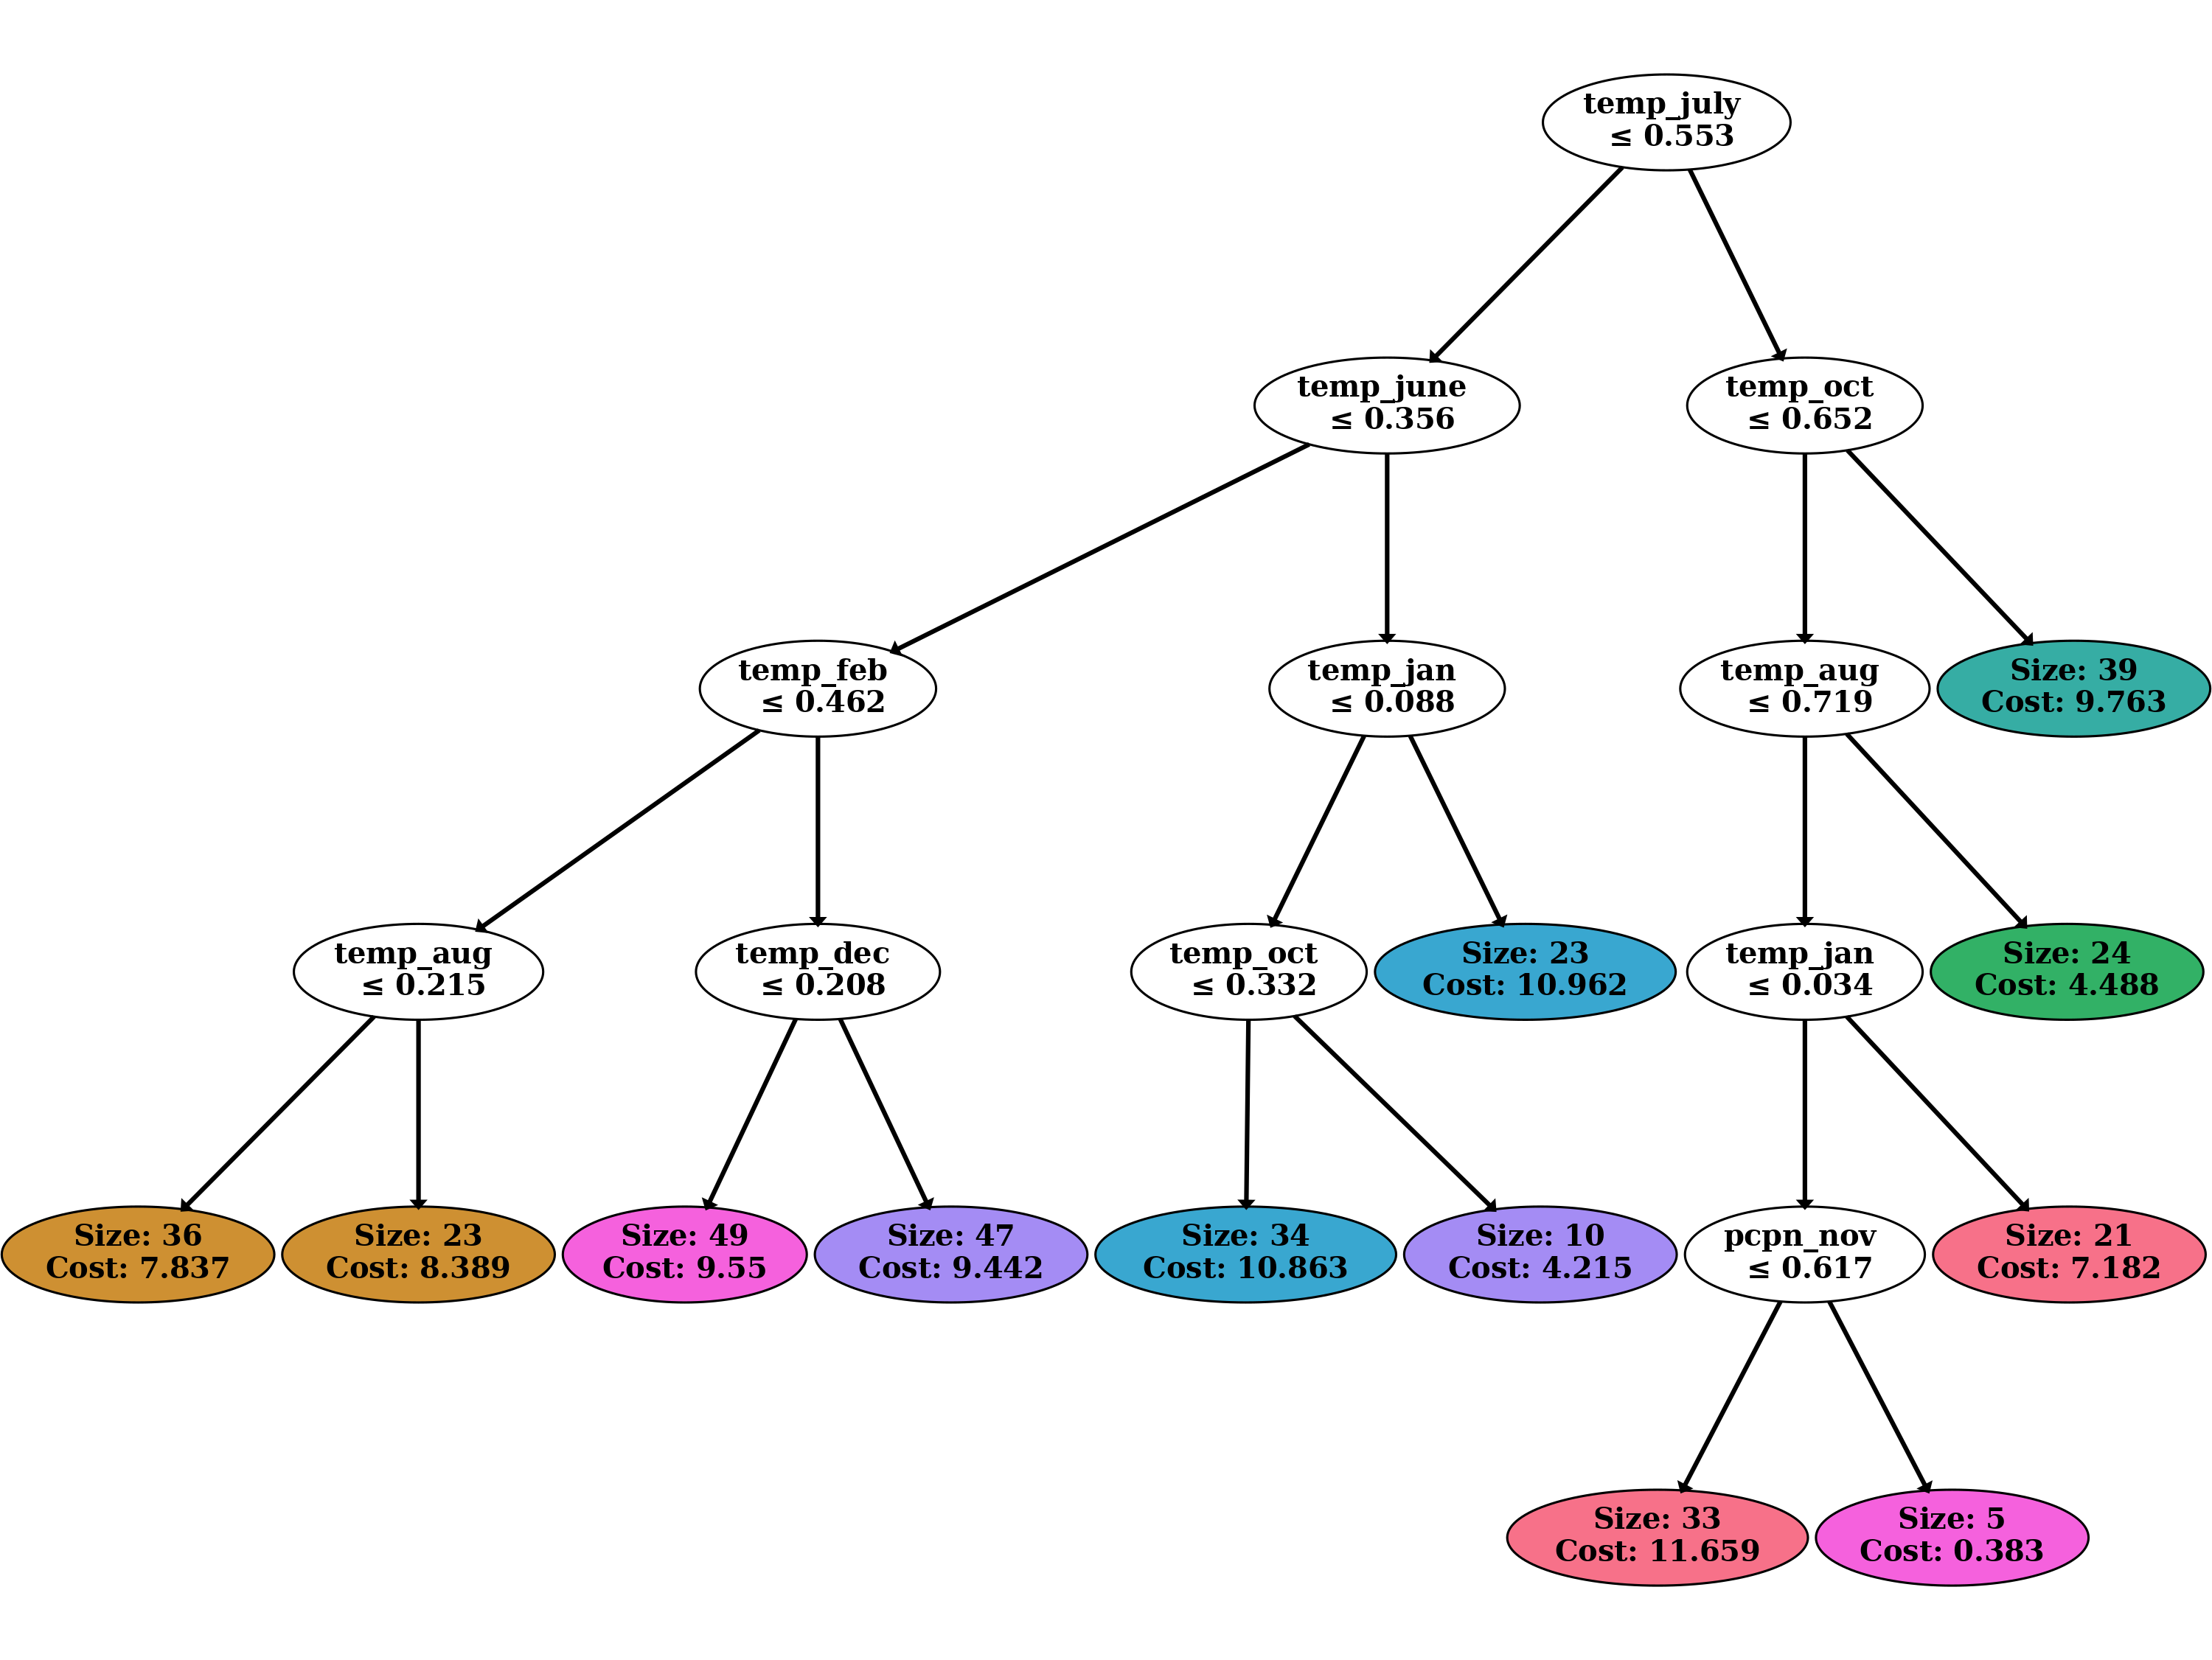 temp_july
≤ 0.553
temp_june
≤ 0.356
temp_oct
≤ 0.652
temp_feb
≤ 0.462
temp_jan
≤ 0.088
temp_aug
≤ 0.719
Size: 39
Cost: 9.763
temp_aug
≤ 0.215
temp_dec
≤ 0.208
temp_oct
≤ 0.332
Size: 23
Cost: 10.962
temp_jan
≤ 0.034
Size: 24
Cost: 4.488
Size: 36
Cost: 7.837
Size: 23
Cost: 8.389
Size: 49
Cost: 9.55
Size: 47
Cost: 9.442
Size: 34
Cost: 10.863
Size: 10
Cost: 4.215
pcpn_nov
≤ 0.617
Size: 21
Cost: 7.182
Size: 33
Cost: 11.659
Size: 5
Cost: 0.383